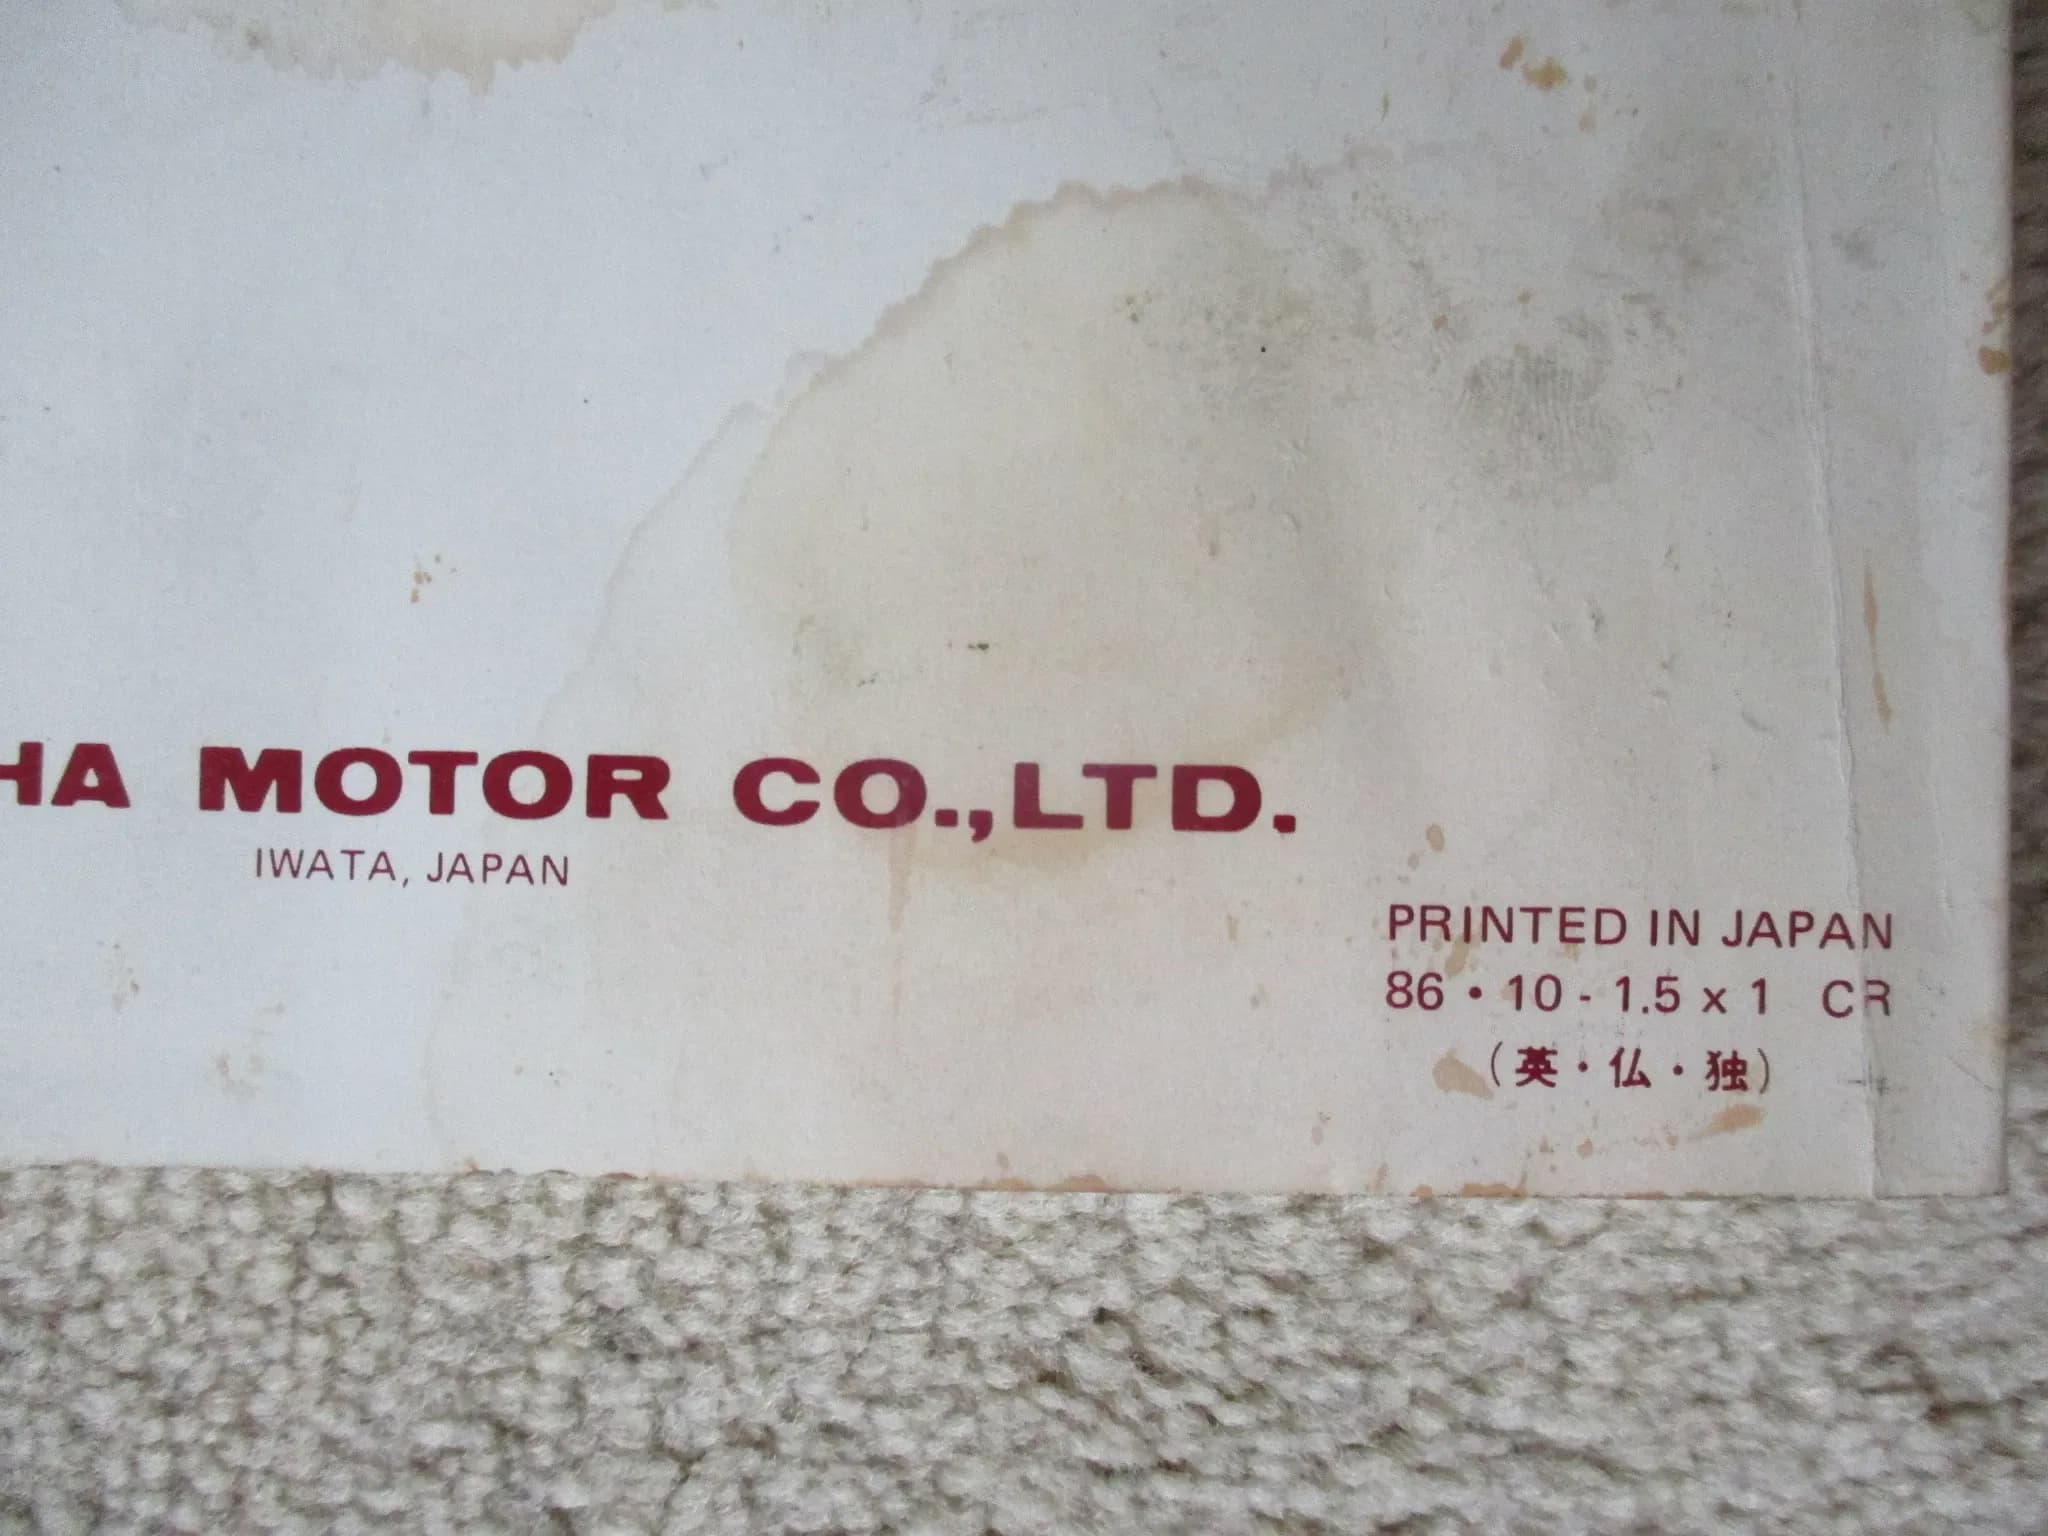 HA MOTOR CO.,LTD.
IWATA, JAPAN
PRINTED IN JAPAN
86・10 - 1.5 x 1 CR
(英・仏・独)